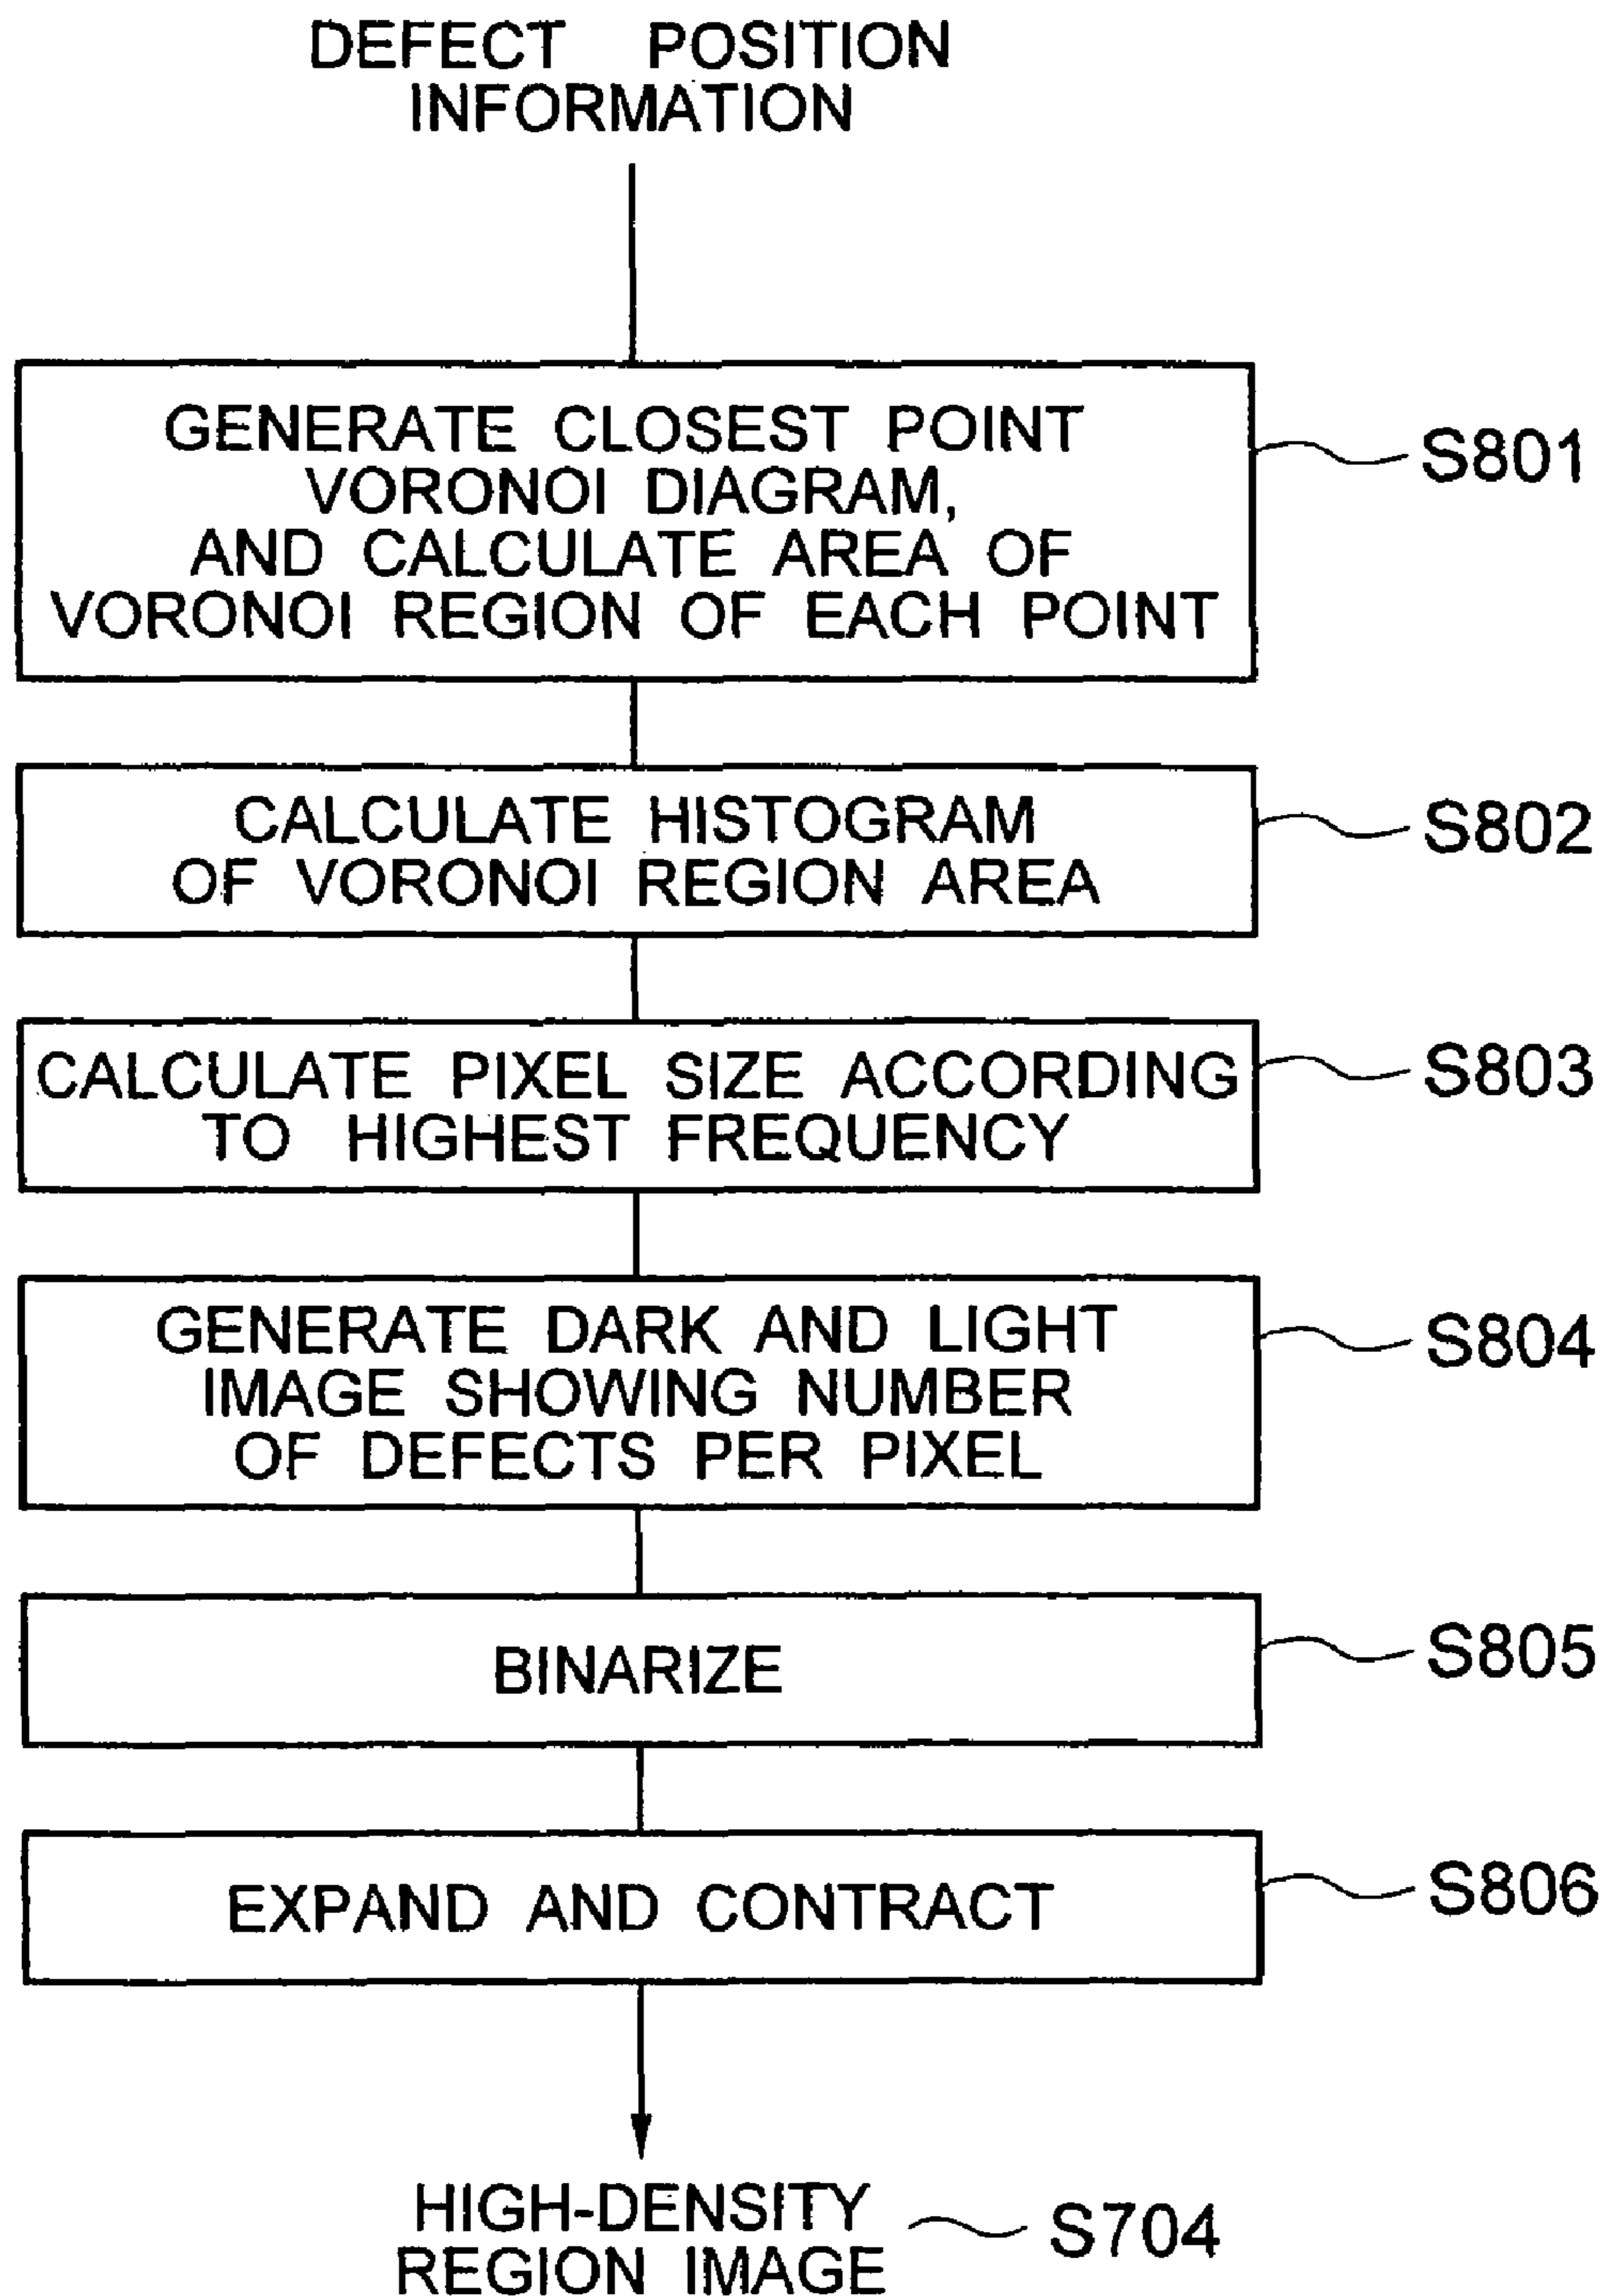 DEFECT POSITION
INFORMATION
GENERATE CLOSEST POINT
VORONOI DIAGRAM,
AND CALCULATE AREA OF
VORONOI REGION OF EACH POINT
S801
CALCULATE HISTOGRAM
OF VORONOI REGION AREA
S802
CALCULATE PIXEL SIZE ACCORDING
TO HIGHEST FREQUENCY
S803
GENERATE DARK AND LIGHT
IMAGE SHOWING NUMBER
OF DEFECTS PER PIXEL
S804
BINARIZE
S805
EXPAND AND CONTRACT
S806
HIGH-DENSITY
REGION IMAGE
S704